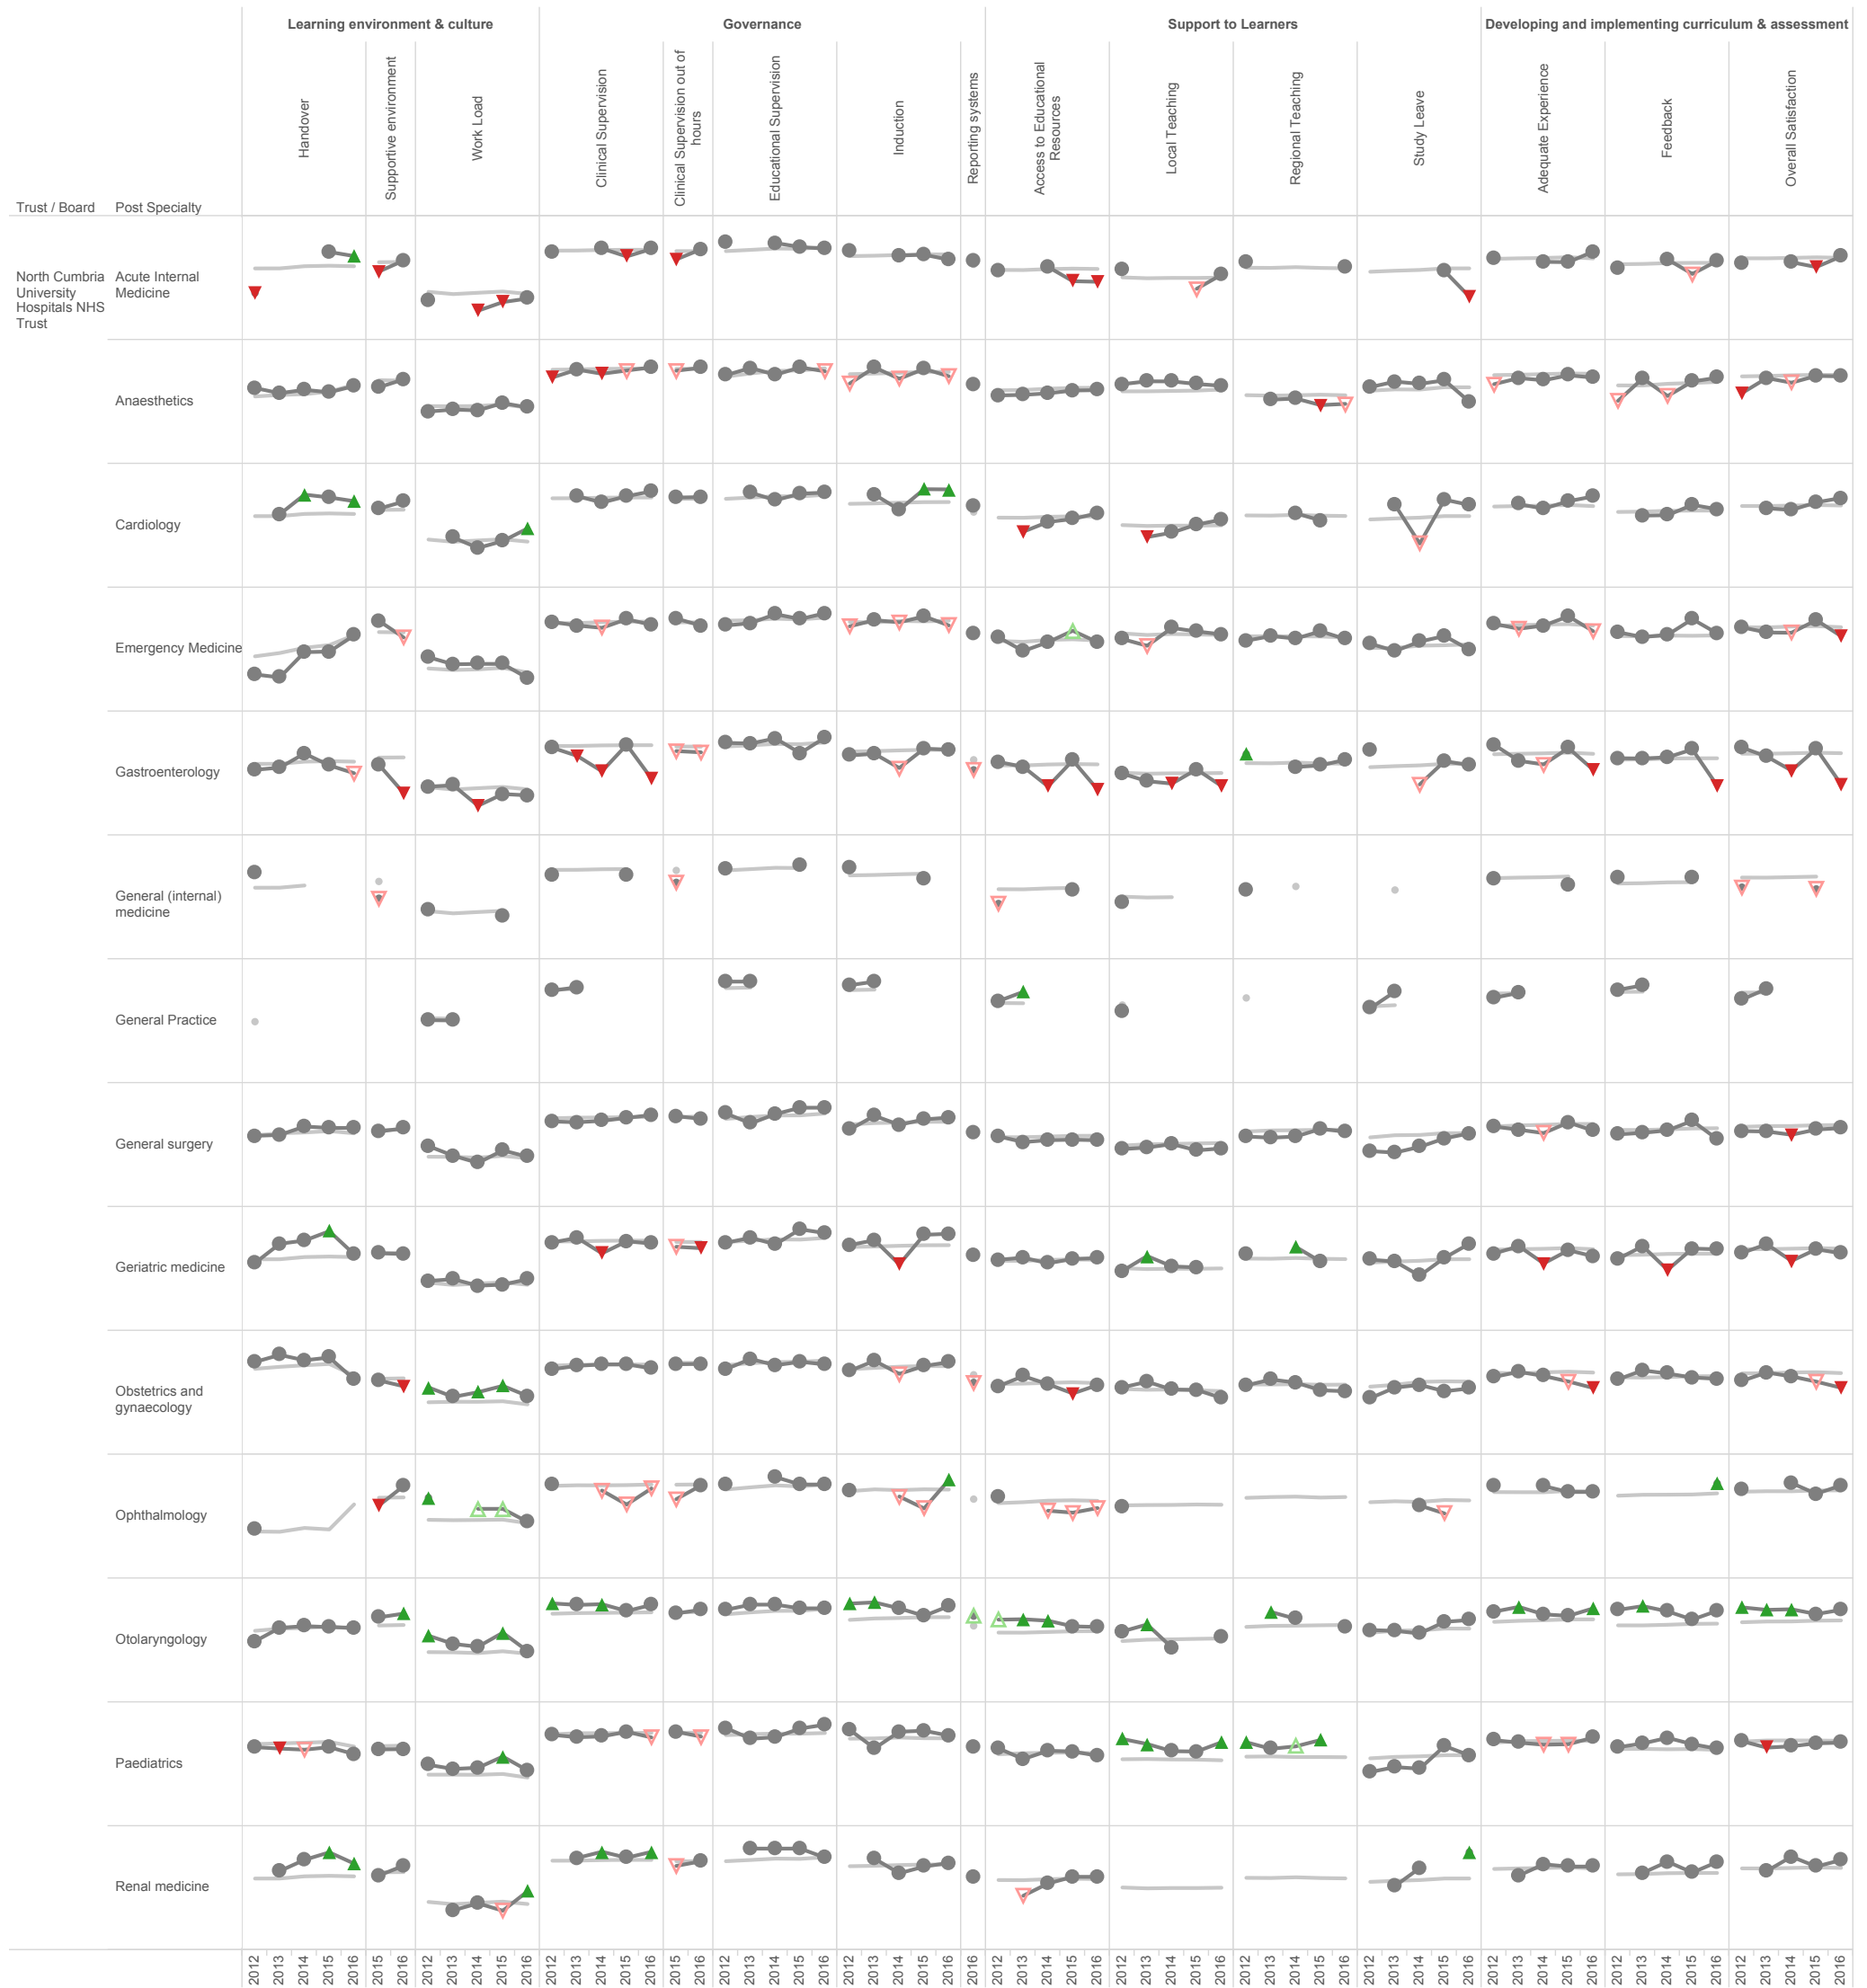 Learning environment & culture
Governance
Support to Learners
Developing and implementing curriculum & assessment
Trust / Board
Post Specialty
Handover
Supportive environment
Work Load
Clinical Supervision
Clinical Supervision out of
hours
Educational Supervision
Induction
Reporting systems
Access to Educational
Resources
Local Teaching
Regional Teaching
Study Leave
Adequate Experience
Feedback
Overall Satisfaction
North Cumbria
University
Hospitals NHS
Trust
Acute Internal
Medicine
Anaesthetics
Cardiology
Emergency Medicine
Gastroenterology
General (internal)
medicine
General Practice
General surgery
Geriatric medicine
Obstetrics and
gynaecology
Ophthalmology
Otolaryngology
Paediatrics
Renal medicine
2012 2013 2014 2015 2016
2015 2016
2012 2013 2014 2015 2016
2012 2013 2014 2015 2016
2015 2016
2012 2013 2014 2015 2016
2012 2013 2014 2015 2016
2016
2012 2013 2014 2015 2016
2012 2013 2014 2015 2016
2012 2013 2014 2015 2016
2012 2013 2014 2015 2016
2012 2013 2014 2015 2016
2012 2013 2014 2015 2016
2012 2013 2014 2015 2016